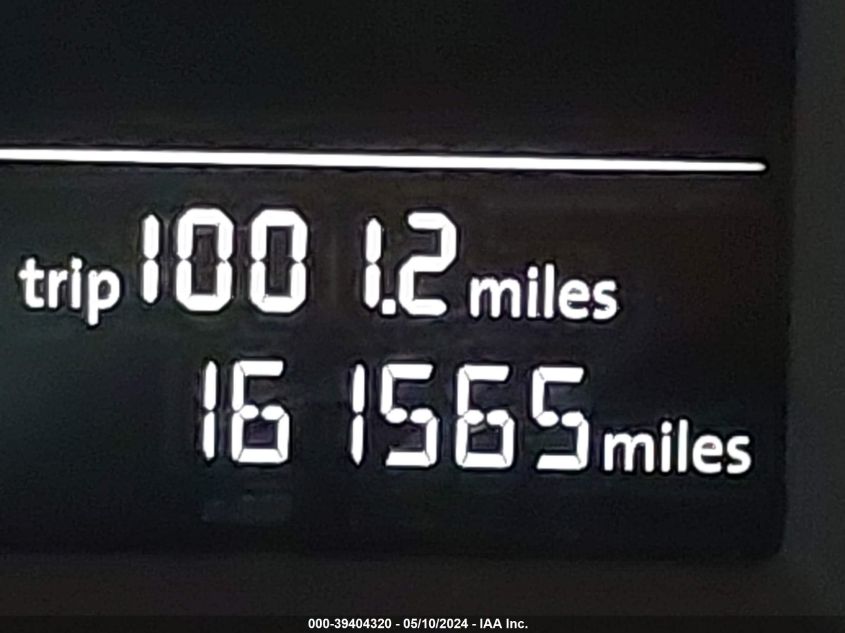 trip 1001.2 miles
161565 miles
000-39404320 - 05/10/2024 - IAA Inc.